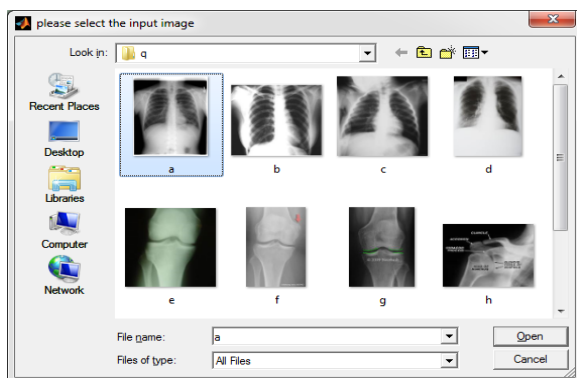 please select the input image
Look in: q
Recent Places
Desktop
Libraries
Computer
Network
a b c d
e f g h
CLAVICLE
File name: a Open
Files of type: All Files Cancel